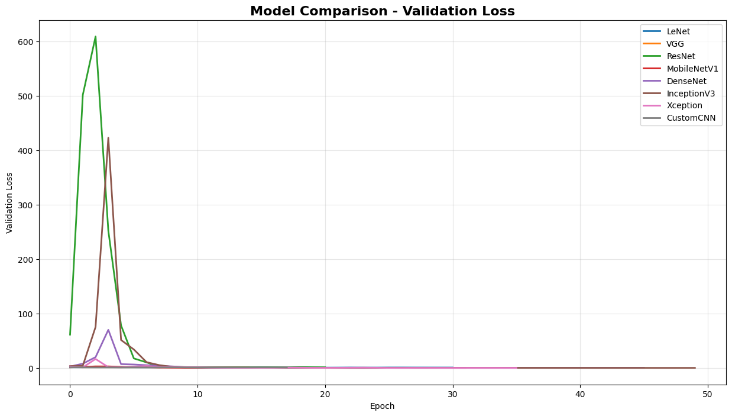 Model Comparison - Validation Loss
LeNet
VGG
ResNet
MobileNetV1
DenseNet
InceptionV3
Xception
CustomCNN
600
500
400
300
200
100
0
Validation Loss
0 10 20 30 40 50
Epoch